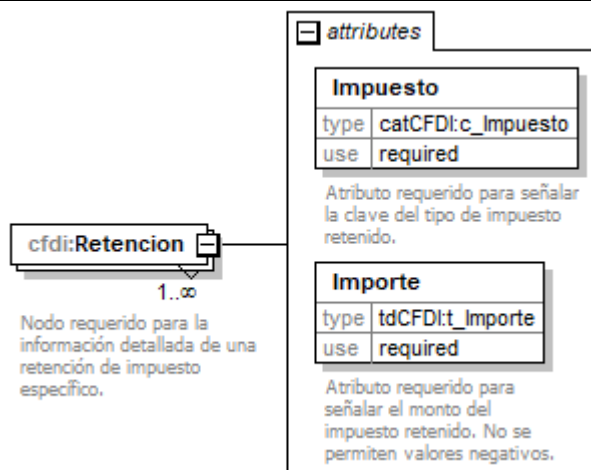 attributes
Impuesto
type catCFDI:c_Impuesto
use required
Atributo requerido para señalar
la clave del tipo de impuesto
retenido.
cfdi:Retencion
1..∞
Nodo requerido para la
información detallada de una
retención de impuesto
específico.
Importe
type tdCFDI:t_Importe
use required
Atributo requerido para
señalar el monto del
impuesto retenido. No se
permiten valores negativos.